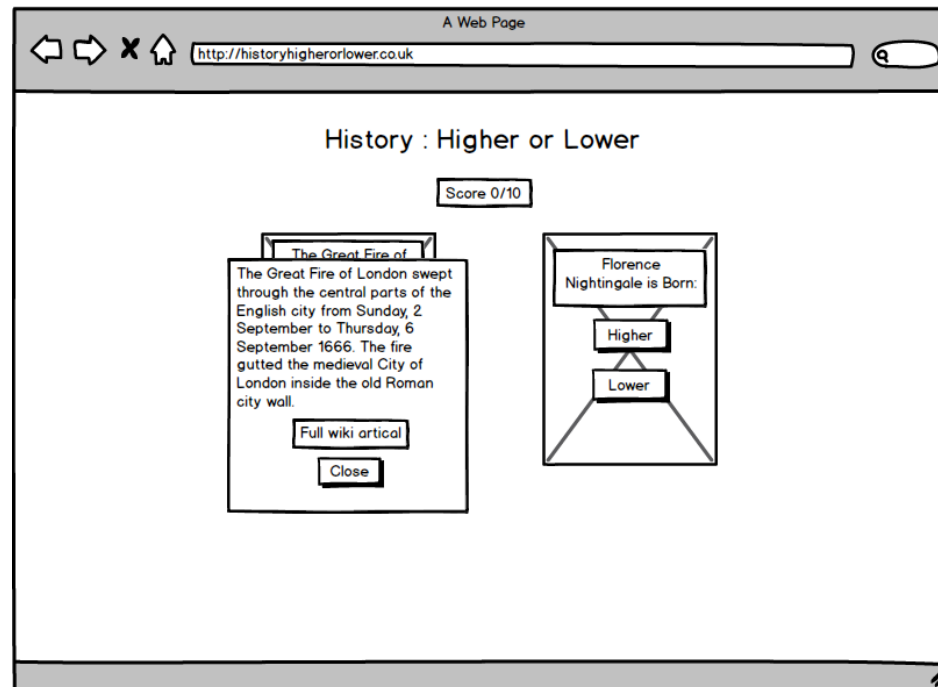 A Web Page
http://historyhigherorlower.co.uk
History : Higher or Lower
Score 0/10
The Great Fire of
The Great Fire of London swept
through the central parts of the
English city from Sunday, 2
September to Thursday, 6
September 1666. The fire
gutted the medieval City of
London inside the old Roman
city wall.
Full wiki artical
Close
Florence
Nightingale is Born:
Higher
Lower